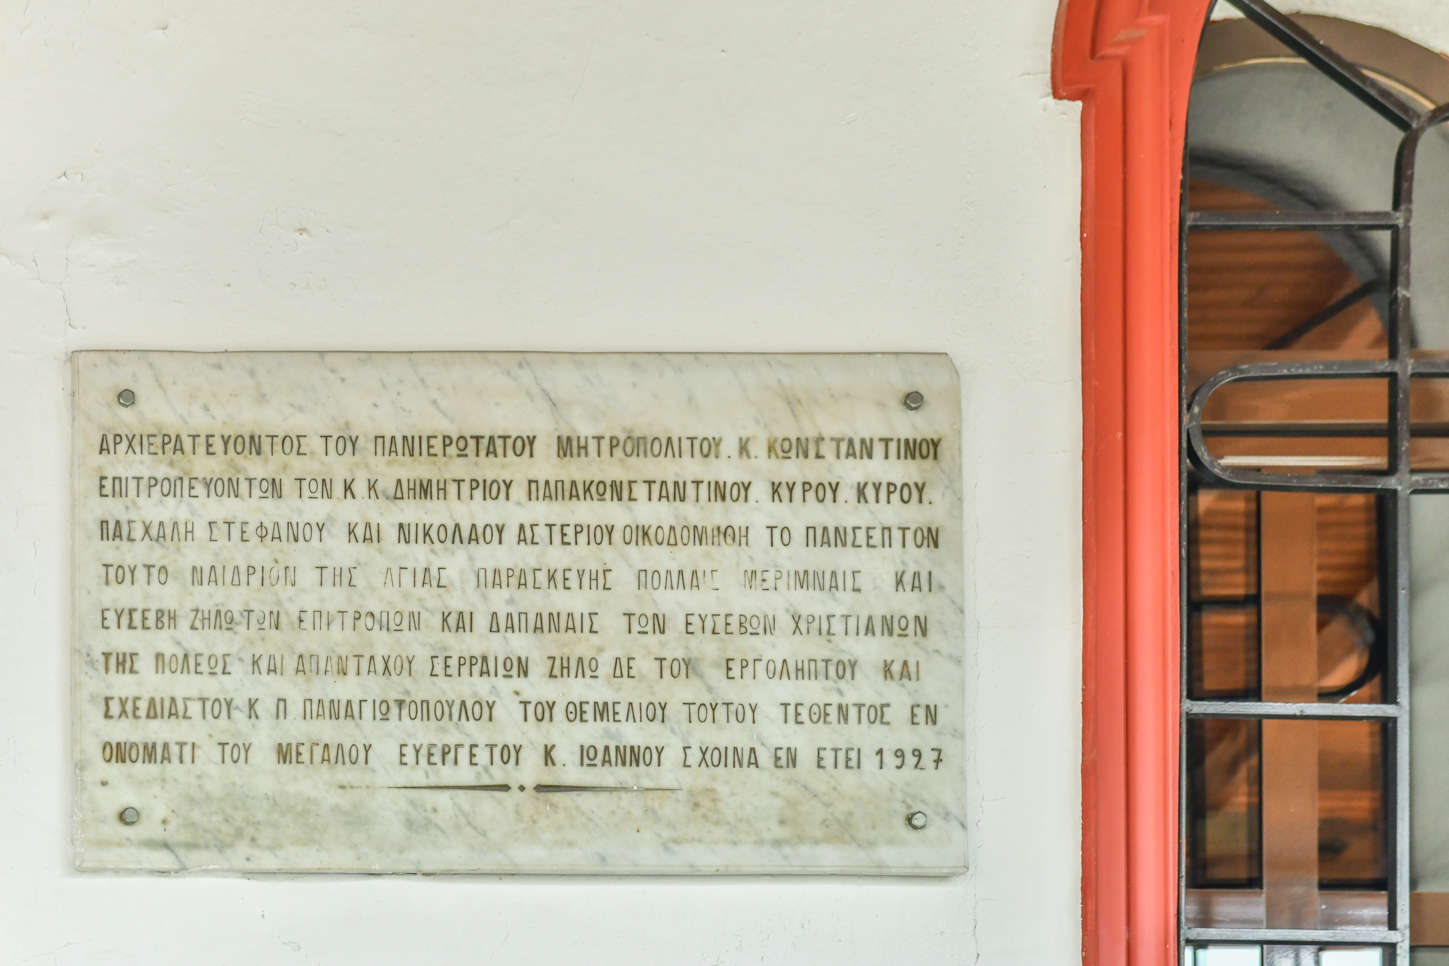 ΑΡΧΙΕΡΑΤΕΥΟΝΤΟΣ ΤΟΥ ΠΑΝΙΕΡΩΤΑΤΟΥ ΜΗΤΡΟΠΟΛΙΤΟΥ. Κ. ΚΩΝΣΤΑΝΤΙΝΟΥ
ΕΠΙΤΡΟΠΕΥΟΝΤΩΝ ΤΩΝ Κ. Κ. ΔΗΜΗΤΡΙΟΥ ΠΑΠΑΚΩΝΣΤΑΝΤΙΝΟΥ. ΚΥΡΟΥ. ΚΥΡΟΥ.
ΠΑΣΧΑΛΗ ΣΤΕΦΑΝΟΥ ΚΑΙ ΝΙΚΟΛΑΟΥ ΑΣΤΕΡΙΟΥ ΟΙΚΟΔΟΜΗΘΗ ΤΟ ΠΑΝΣΕΠΤΟΝ
ΤΟΥΤΟ ΝΑΙΔΡΙΟΝ ΤΗΣ ΑΓΙΑΣ ΠΑΡΑΣΚΕΥΗΣ ΠΟΛΛΑΙΣ ΜΕΡΙΜΝΑΙΣ ΚΑΙ
ΕΥΣΕΒΗ ΖΗΛΩ ΤΩΝ ΕΠΙΤΡΟΠΩΝ ΚΑΙ ΔΑΠΑΝΑΙΣ ΤΩΝ ΕΥΣΕΒΩΝ ΧΡΙΣΤΙΑΝΩΝ
ΤΗΣ ΠΟΛΕΩΣ ΚΑΙ ΑΠΑΝΤΑΧΟΥ ΣΕΡΡΑΙΩΝ ΖΗΛΩ ΔΕ ΤΟΥ ΕΡΓΟΛΗΠΤΟΥ ΚΑΙ
ΣΧΕΔΙΑΣΤΟΥ Κ Π. ΠΑΝΑΓΙΩΤΟΠΟΥΛΟΥ ΤΟΥ ΘΕΜΕΛΙΟΥ ΤΟΥΤΟΥ ΤΕΘΕΝΤΟΣ ΕΝ
ΟΝΟΜΑΤΙ ΤΟΥ ΜΕΓΑΛΟΥ ΕΥΕΡΓΕΤΟΥ Κ. ΙΩΑΝΝΟΥ ΣΧΟΙΝΑ ΕΝ ΕΤΕΙ 1927